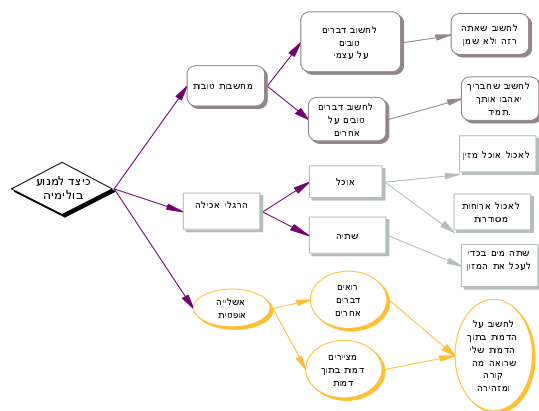 כיצד למנוע
בולימיה
מחשבות טובות
לחשוב דברים
טובים
על עצמי
לחשוב שאתה
רזה ולא שמן
לחשוב דברים
טובים על
אחרים
לחשוב שחבריך
יאהבו אותך
תמיד.
הרגלי אכילה
אוכל
לאכול אוכל מזין
לאכול ארוחות
מסודרות
שתיה
שתה מים בכדי
לעכל את המזון
אשלייה
אופטית
רואים
דברים
אחרים
מציירים
דמות בתוך
דמות
לחשוב על
הדמות בתוך
הדמות שלי
שרואה מה
קורה
ומזהירה